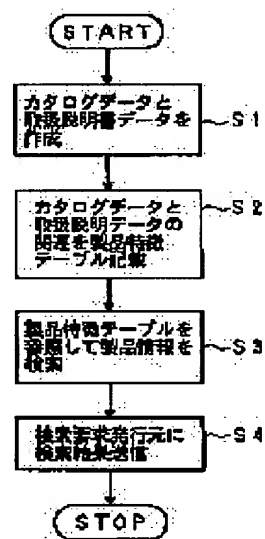 START
カタログデータと
取扱説明書データを
作成
S1
カタログデータと
取扱説明データの
関連を製品特徴
テーブル記載
S2
製品特徴テーブルを
参照して製品情報を
検索
S3
検索要求発行元に
検索結果送信
S4
STOP